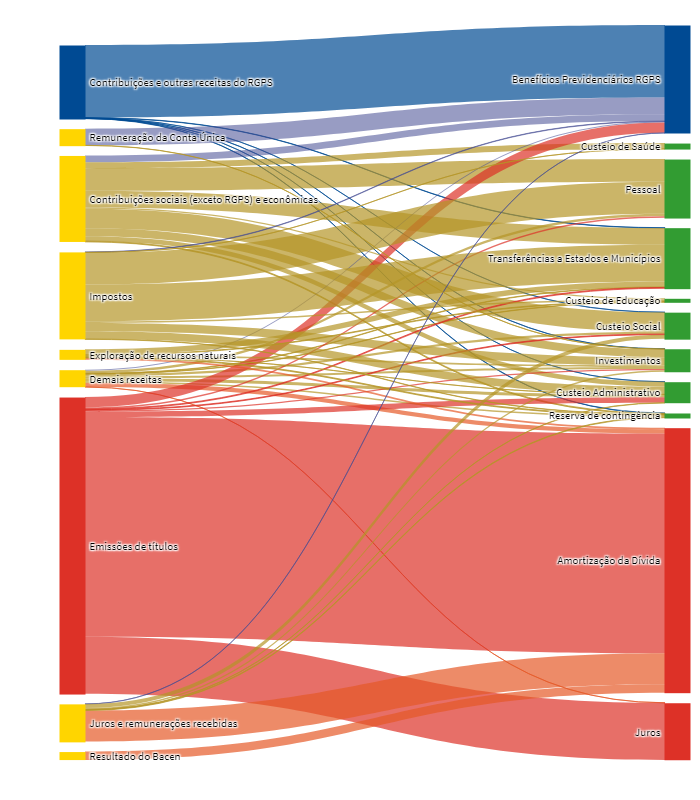 Contribuições e outras receitas do RGPS
Remuneração da Conta Única
Contribuições sociais (exceto RGPS) e econômicas
Impostos
Exploração de recursos naturais
Demais receitas
Emissões de títulos
Juros e remunerações recebidas
Resultado do Bacen
Benefícios Previdenciários RGPS
Custeio de Saúde
Pessoal
Transferências a Estados e Municípios
Custeio de Educação
Custeio Social
Investimentos
Custeio Administrativo
Reserva de contingência
Amortização da Dívida
Juros